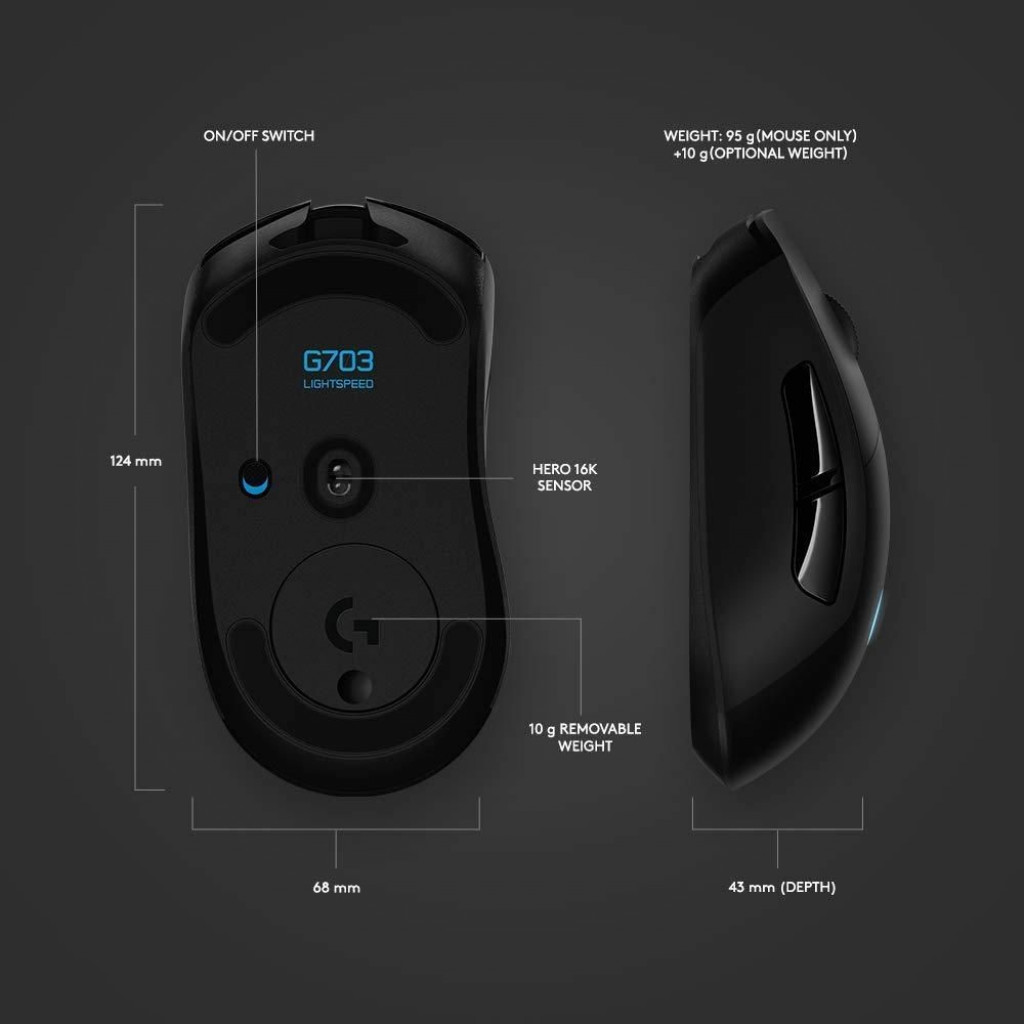 ON/OFF SWITCH
WEIGHT: 95 g(MOUSE ONLY)
+10 g(OPTIONAL WEIGHT)
G703
LIGHTSPEED
124 mm
HERO 16K
SENSOR
10 g REMOVABLE
WEIGHT
68 mm
43 mm (DEPTH)